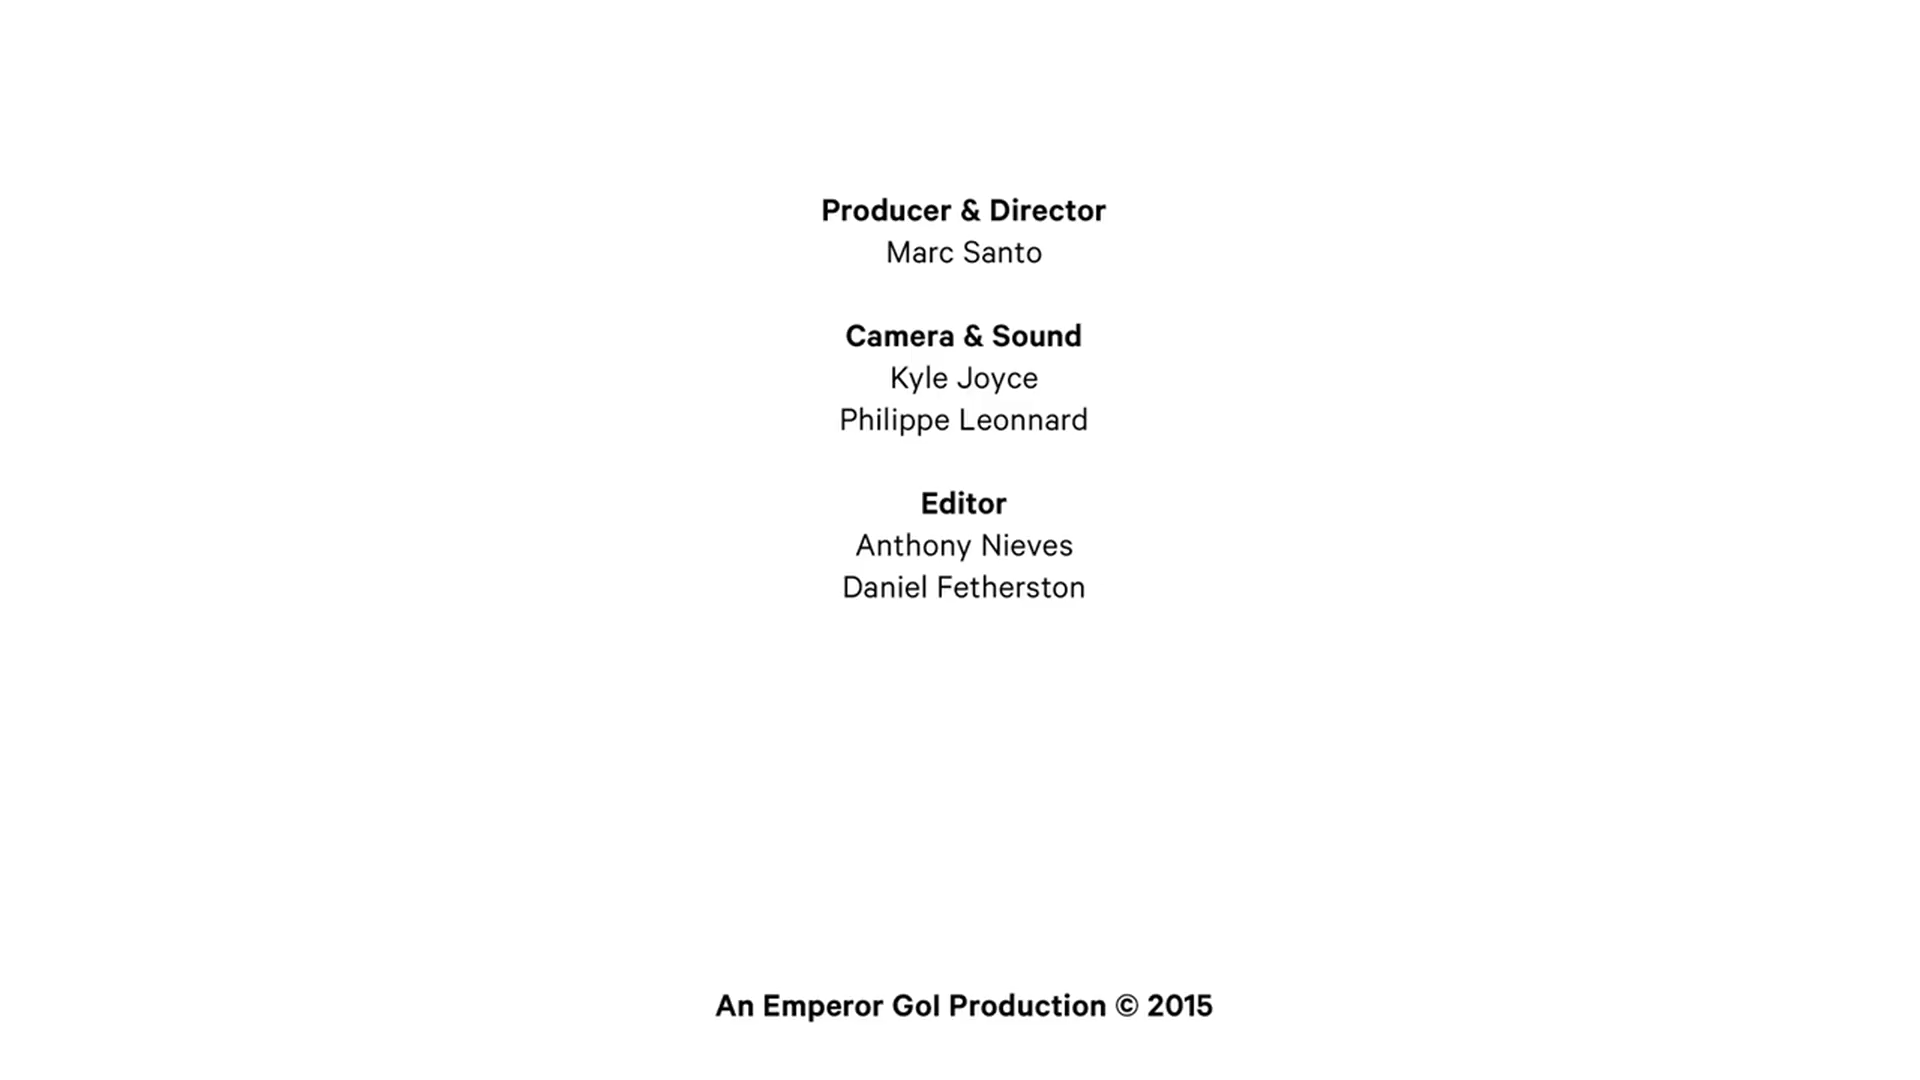 Producer & Director
Marc Santo
Camera & Sound
Kyle Joyce
Philippe Leonnard
Editor
Anthony Nieves
Daniel Fetherston
An Emperor Gol Production © 2015